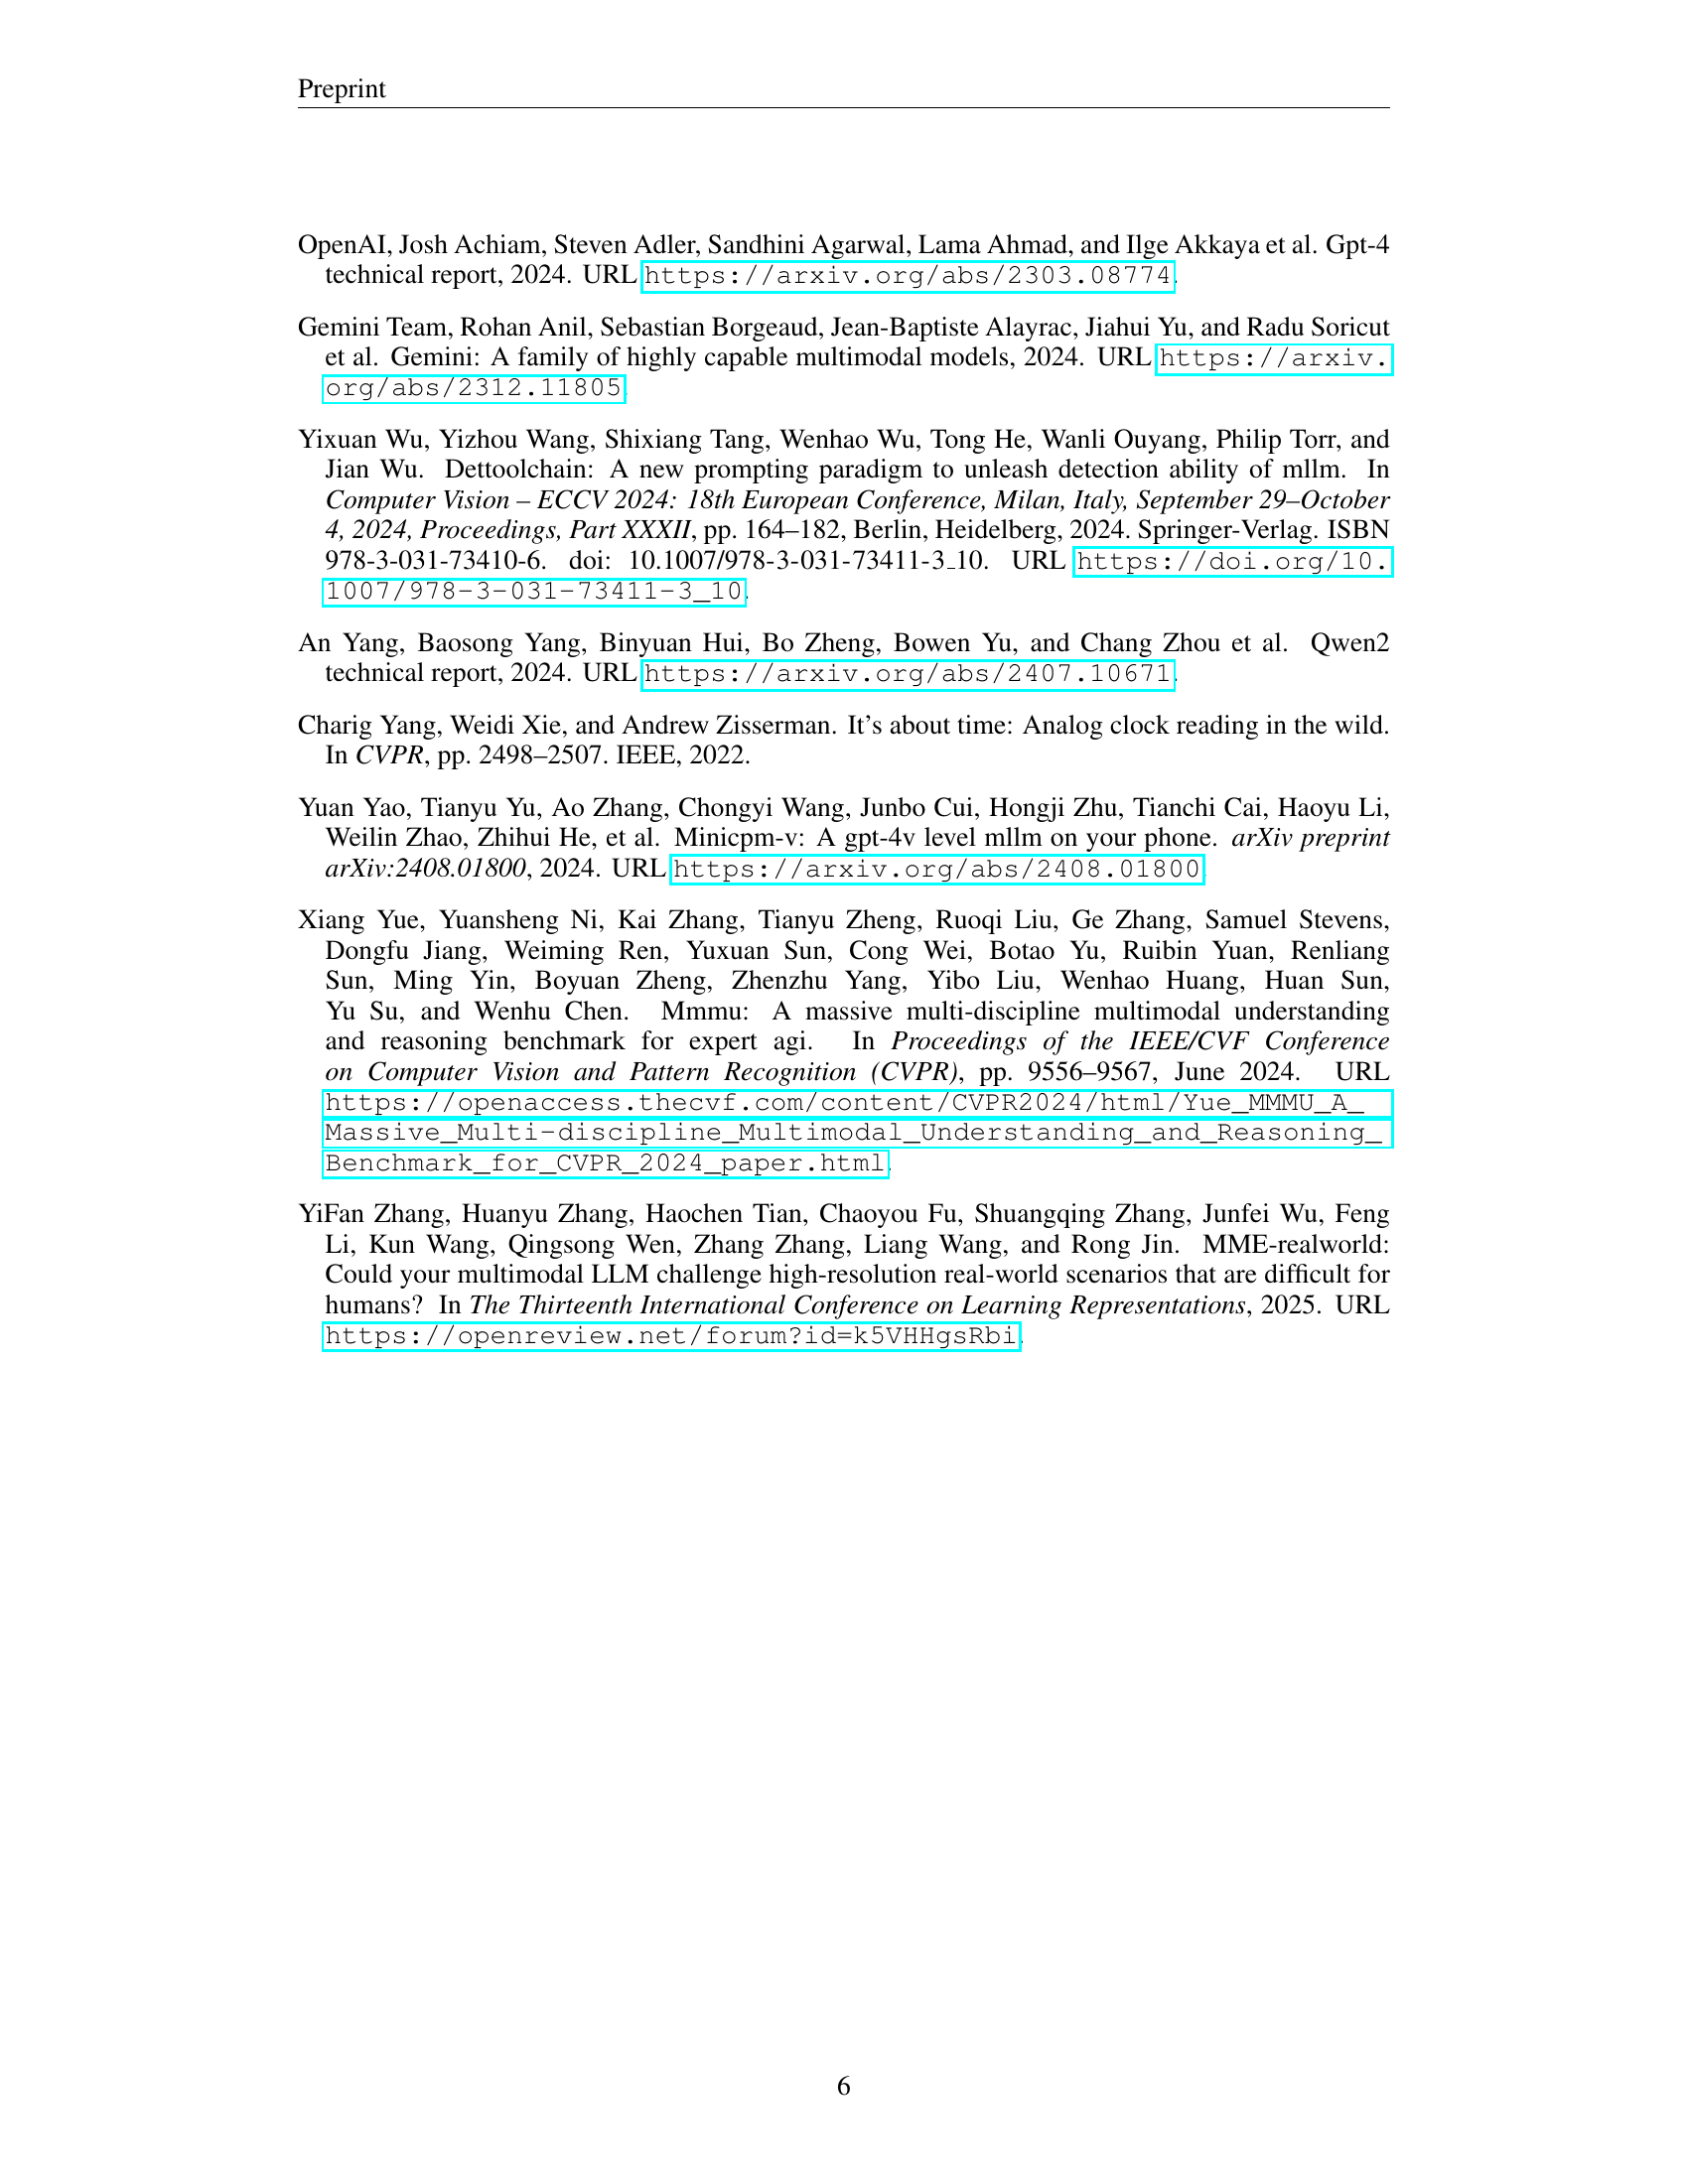 Preprint
OpenAI, Josh Achiam, Steven Adler, Sandhini Agarwal, Lama Ahmad, and Ilge Akkaya et al. Gpt-4
technical report, 2024. URL https://arxiv.org/abs/2303.08774.
Gemini Team, Rohan Anil, Sebastian Borgeaud, Jean-Baptiste Alayrac, Jiahui Yu, and Radu Soricut
et al. Gemini: A family of highly capable multimodal models, 2024. URL https://arxiv.
org/abs/2312.11805.
Yixuan Wu, Yizhou Wang, Shixiang Tang, Wenhao Wu, Tong He, Wanli Ouyang, Philip Torr, and
Jian Wu. Dettoolchain: A new prompting paradigm to unleash detection ability of mllm. In
Computer Vision – ECCV 2024: 18th European Conference, Milan, Italy, September 29–October
4, 2024, Proceedings, Part XXXII, pp. 164–182, Berlin, Heidelberg, 2024. Springer-Verlag. ISBN
978-3-031-73410-6. doi: 10.1007/978-3-031-73411-3_10. URL https://doi.org/10.
1007/978-3-031-73411-3_10.
An Yang, Baosong Yang, Binyuan Hui, Bo Zheng, Bowen Yu, and Chang Zhou et al. Qwen2
technical report, 2024. URL https://arxiv.org/abs/2407.10671.
Charig Yang, Weidi Xie, and Andrew Zisserman. It's about time: Analog clock reading in the wild.
In CVPR, pp. 2498–2507. IEEE, 2022.
Yuan Yao, Tianyu Yu, Ao Zhang, Chongyi Wang, Junbo Cui, Hongji Zhu, Tianchi Cai, Haoyu Li,
Weilin Zhao, Zhihui He, et al. Minicpm-v: A gpt-4v level mllm on your phone. arXiv preprint
arXiv:2408.01800, 2024. URL https://arxiv.org/abs/2408.01800.
Xiang Yue, Yuansheng Ni, Kai Zhang, Tianyu Zheng, Ruoqi Liu, Ge Zhang, Samuel Stevens,
Dongfu Jiang, Weiming Ren, Yuxuan Sun, Cong Wei, Botao Yu, Ruibin Yuan, Renliang
Sun, Ming Yin, Boyuan Zheng, Zhenzhu Yang, Yibo Liu, Wenhao Huang, Huan Sun,
Yu Su, and Wenhu Chen. Mmmu: A massive multi-discipline multimodal understanding
and reasoning benchmark for expert agi. In Proceedings of the IEEE/CVF Conference
on Computer Vision and Pattern Recognition (CVPR), pp. 9556–9567, June 2024. URL
https://openaccess.thecvf.com/content/CVPR2024/html/Yue_MMMU_A_
Massive_Multi-discipline_Multimodal_Understanding_and_Reasoning_
Benchmark_for_CVPR_2024_paper.html.
YiFan Zhang, Huanyu Zhang, Haochen Tian, Chaoyou Fu, Shuangqing Zhang, Junfei Wu, Feng
Li, Kun Wang, Qingsong Wen, Zhang Zhang, Liang Wang, and Rong Jin. MME-realworld:
Could your multimodal LLM challenge high-resolution real-world scenarios that are difficult for
humans? In The Thirteenth International Conference on Learning Representations, 2025. URL
https://openreview.net/forum?id=k5VHHgsRbi.
6